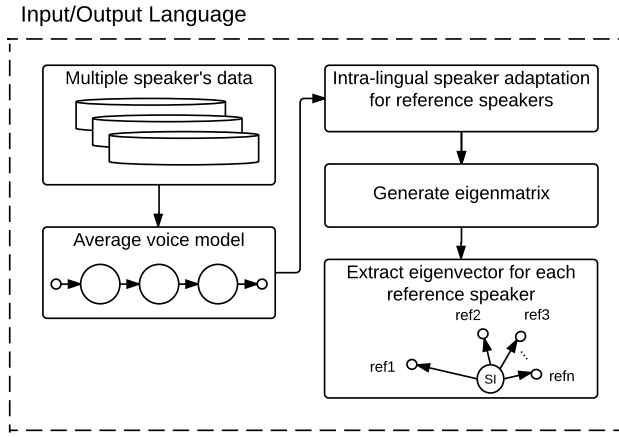 Input/Output Language
Multiple speaker's data
Average voice model
Intra-lingual speaker adaptation
for reference speakers
Generate eigenmatrix
Extract eigenvector for each
reference speaker
ref2
ref3
ref1
SI
refn